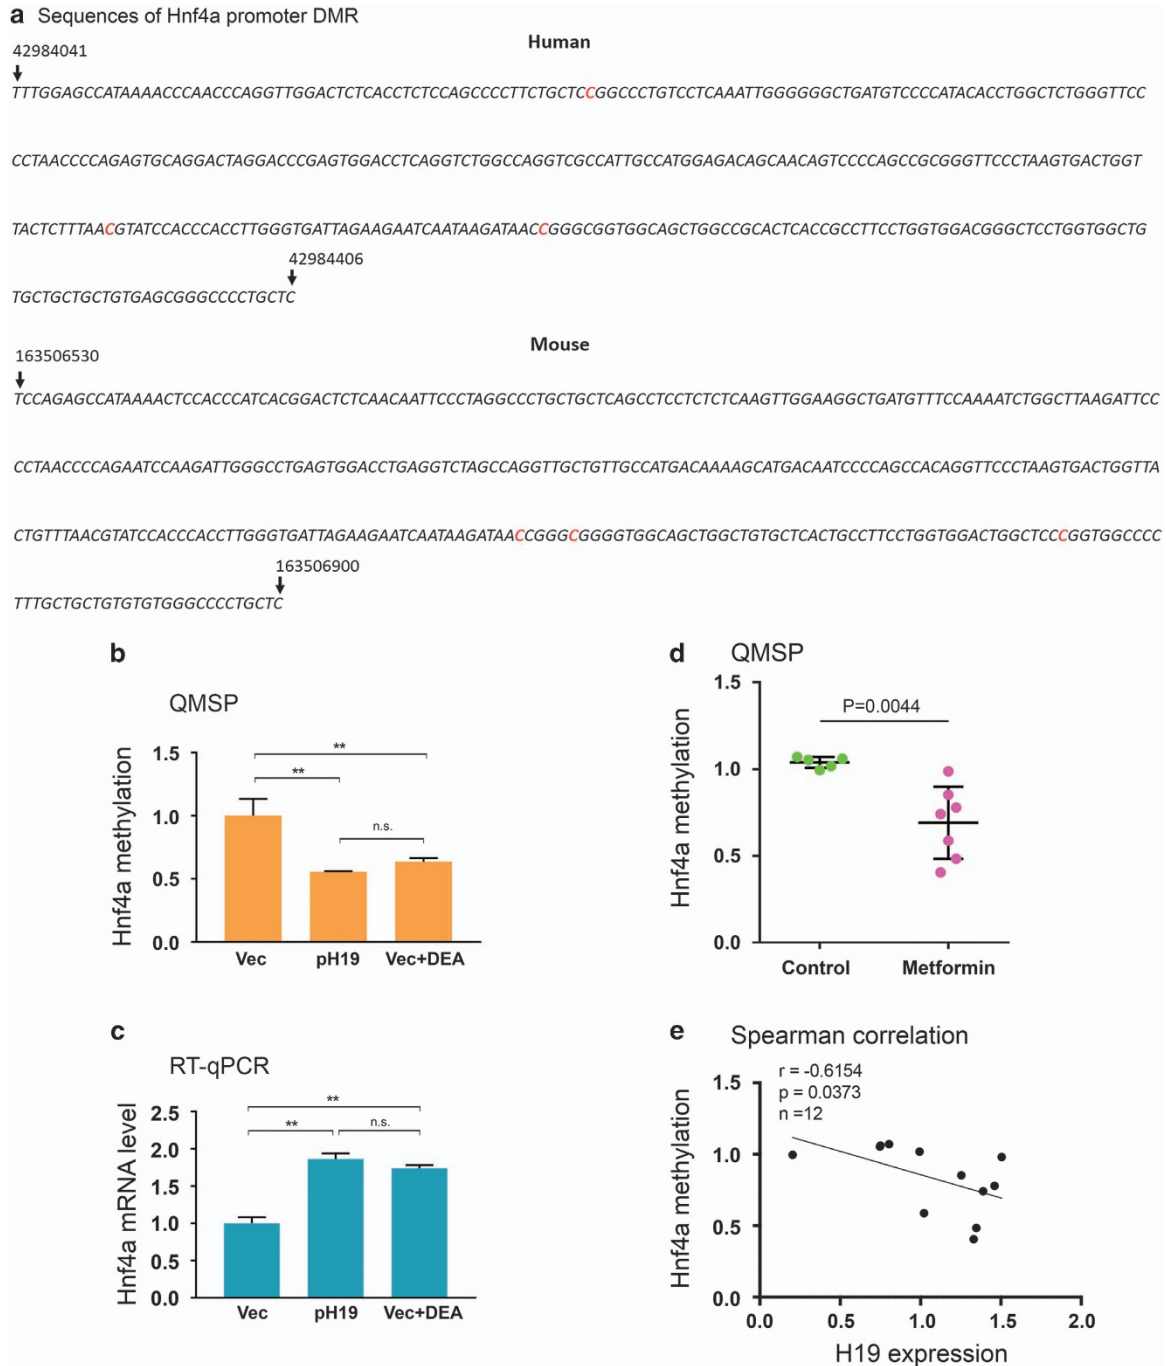 a Sequences of Hnf4a promoter DMR
Human
42984041
TTTGGAGCCATAAAACCCAACCCAGGTTGGACTCTCACCTCTCCAGCCCCTTCTGCTCCGGCCCTGTCCTCAAATTGGGGGGCTGATGTCCCCATACACCTGGCTCTGGGTTCC
CCTAACCCCAGAGTGCAGGACTAGGACCCGAGTGGACCTCAGGTCTGGCCAGGTCGCCATTGCCATGGAGACAGCAACAGTCCCCAGCCGCGGGTTCCCTAAGTGACTGGT
TACTCTTTAACGTATCCACCCACCTTGGGTGATTAGAAGAATCAATAAGATAACCGGGCGGTGGCAGCTGGCCGCACTCACCGCCTTCCTGGTGGACGGGCTCCTGGTGGCTG
42984406
TGCTGCTGCTGTGAGCGGGCCCCTGCTC
Mouse
163506530
TCCAGAGCCATAAAACTCCACCCATCACGGACTCTCAACAATTCCCTAGGCCCTGCTGCTCAGCCTCCTCTCTCAAGTTGGAAGGCTGATGTTTCCAAAATCTGGCTTAAGATTCC
CCTAACCCCAGAATCCAAGATTGGGCCTGAGTGGACCTGAGGTCTAGCCAGGTTGCTGTTGCCATGACAAAAGCATGACAATCCCCAGCCACAGGTTCCCTAAGTGACTGGTTA
CTGTTTAACGTATCCACCCACCTTGGGTGATTAGAAGAATCAATAAGATAACCGGGCGGGGTGGCAGCTGGCTGTGCTCACTGCCTTCCTGGTGGACTGGCTCCCGGTGGCCCC
163506900
TTTGCTGCTGTGTGTGGGCCCCTGCTC
b
QMSP
Hnf4a methylation
1.5
1.0
0.5
0.0
**
**
n.s.
Vec pH19 Vec+DEA
c
RT-qPCR
Hnf4a mRNA level
2.5
2.0
1.5
1.0
0.5
0.0
**
** n.s.
Vec pH19 Vec+DEA
d QMSP
Hnf4a methylation
1.5
1.0
0.5
0.0
P=0.0044
Control Metformin
e Spearman correlation
r = -0.6154
p = 0.0373
n =12
Hnf4a methylation
1.5
1.0
0.5
0.0
0.0 0.5 1.0 1.5 2.0
H19 expression